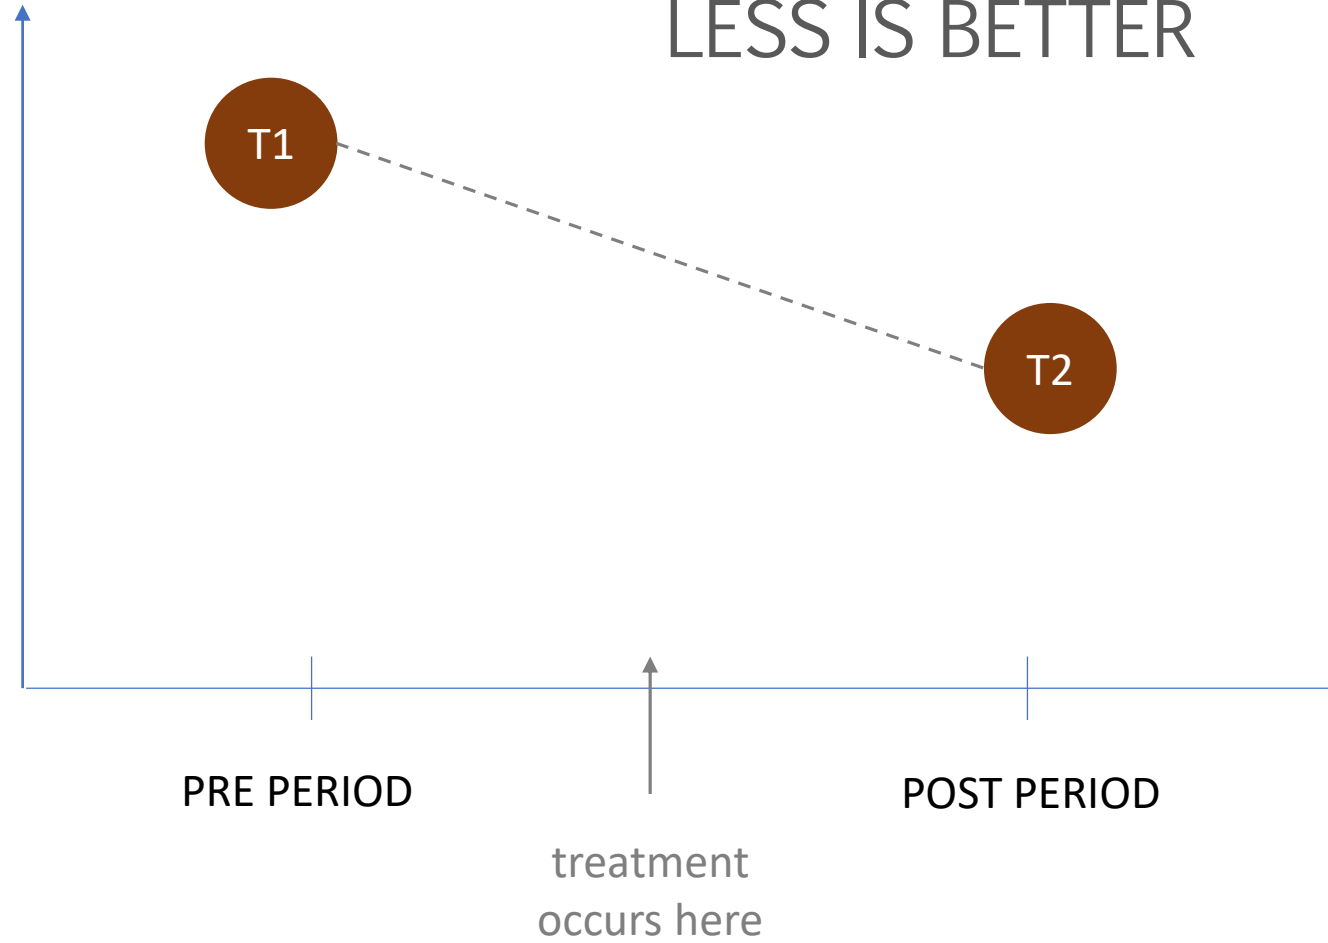 LESS IS BETTER
T1
T2
PRE PERIOD
POST PERIOD
treatment
occurs here